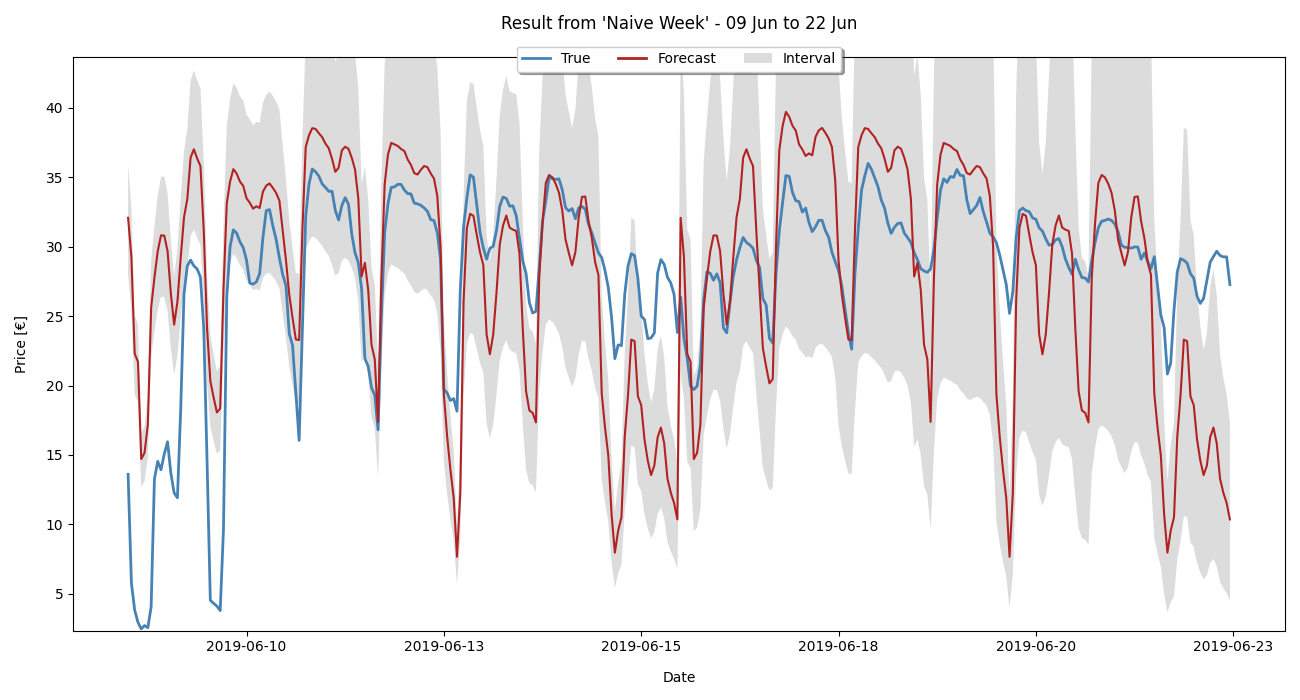 Result from 'Naive Week' - 09 Jun to 22 Jun
True Forecast Interval
40
35
30
25
20
15
10
5
Price [€]
2019-06-10 2019-06-13 2019-06-15 2019-06-18 2019-06-20 2019-06-23
Date